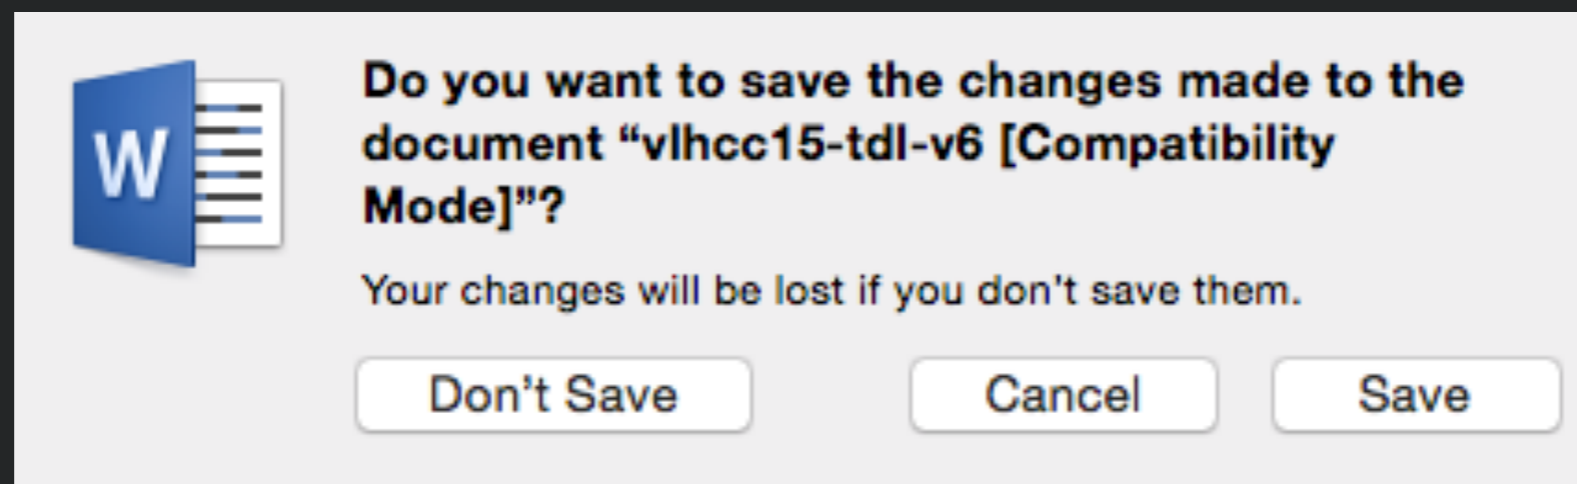 W
Do you want to save the changes made to the
document “vlhcc15-tdl-v6 [Compatibility
Mode]”?
Your changes will be lost if you don’t save them.
Don’t Save Cancel Save